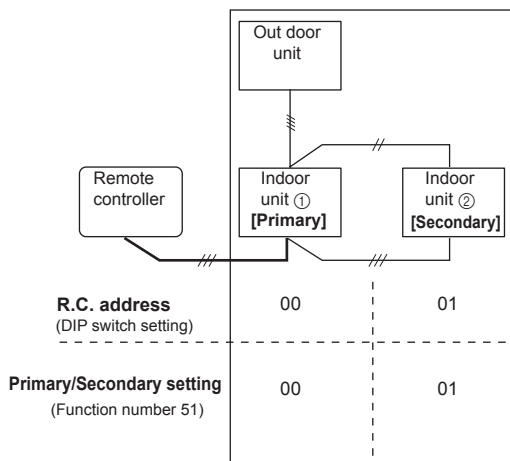 Out door
unit
Remote
controller
Indoor
unit ①
[Primary]
Indoor
unit ②
[Secondary]
R.C. address
(DIP switch setting)
00
01
Primary/Secondary setting
(Function number 51)
00
01